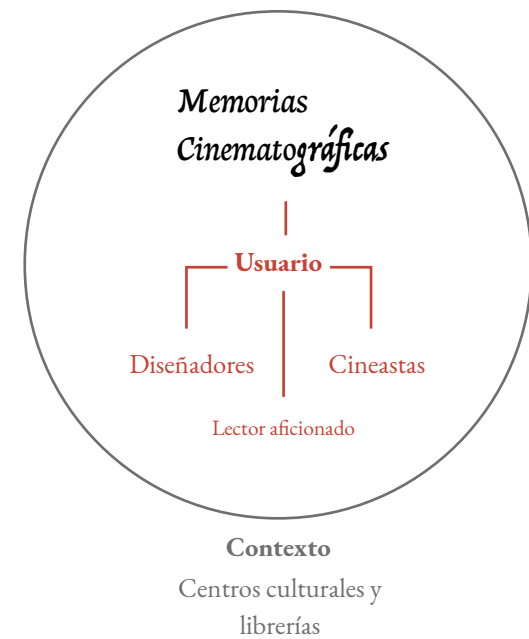 Memorias
Cinematográficas
Usuario
Diseñadores
Cineastas
Lector aficionado
Contexto
Centros culturales y
librerías